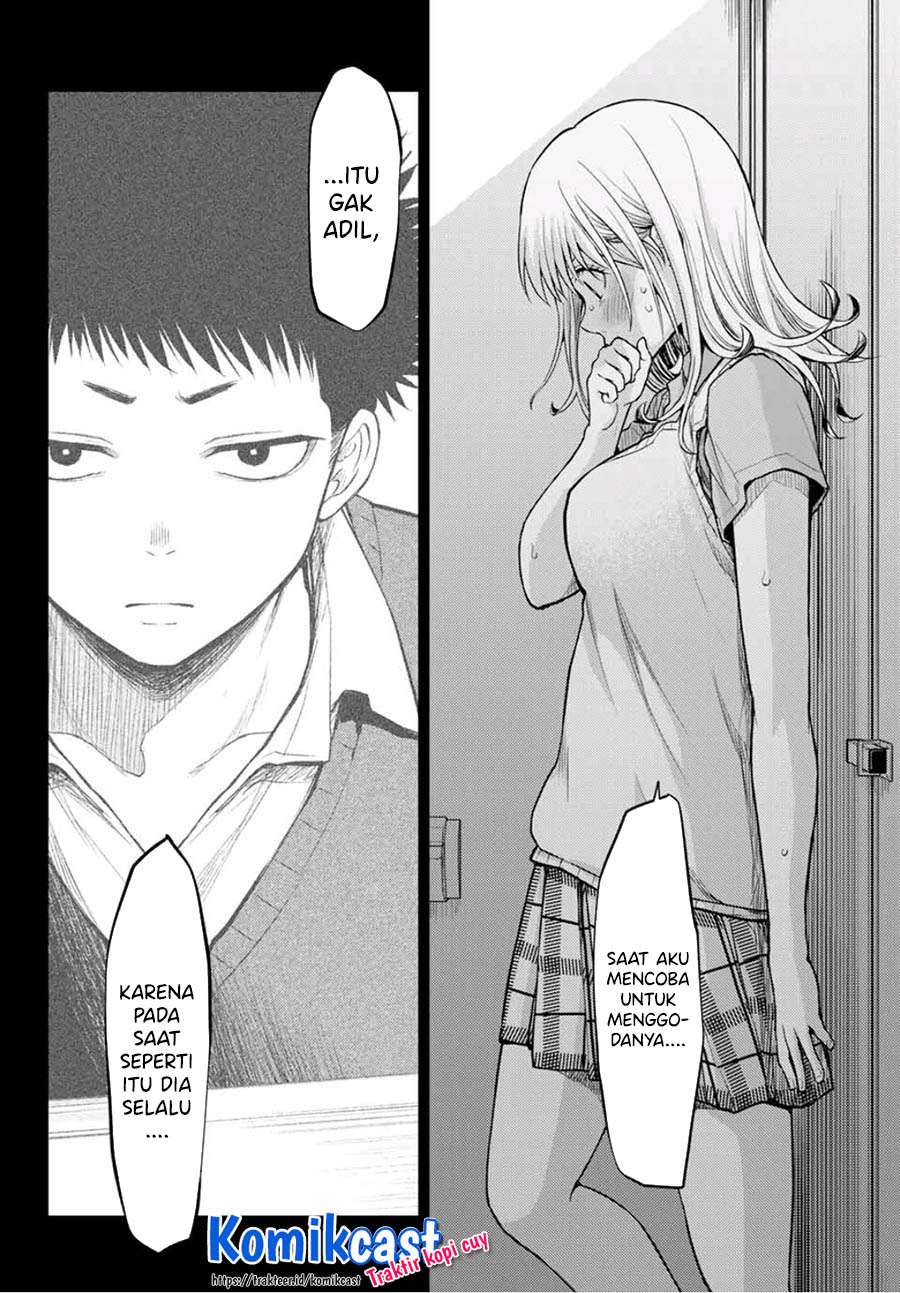 SAAT AKU
MENCOBA
UNTUK
MENGGO-
DANYA....
...ITU
GAK
ADIL,
KARENA
PADA
SAAT
SEPERTI
ITU DIA
SELALU
....
Komikcast
Traktir kopi cuy
https://trakteer.id/komikcast